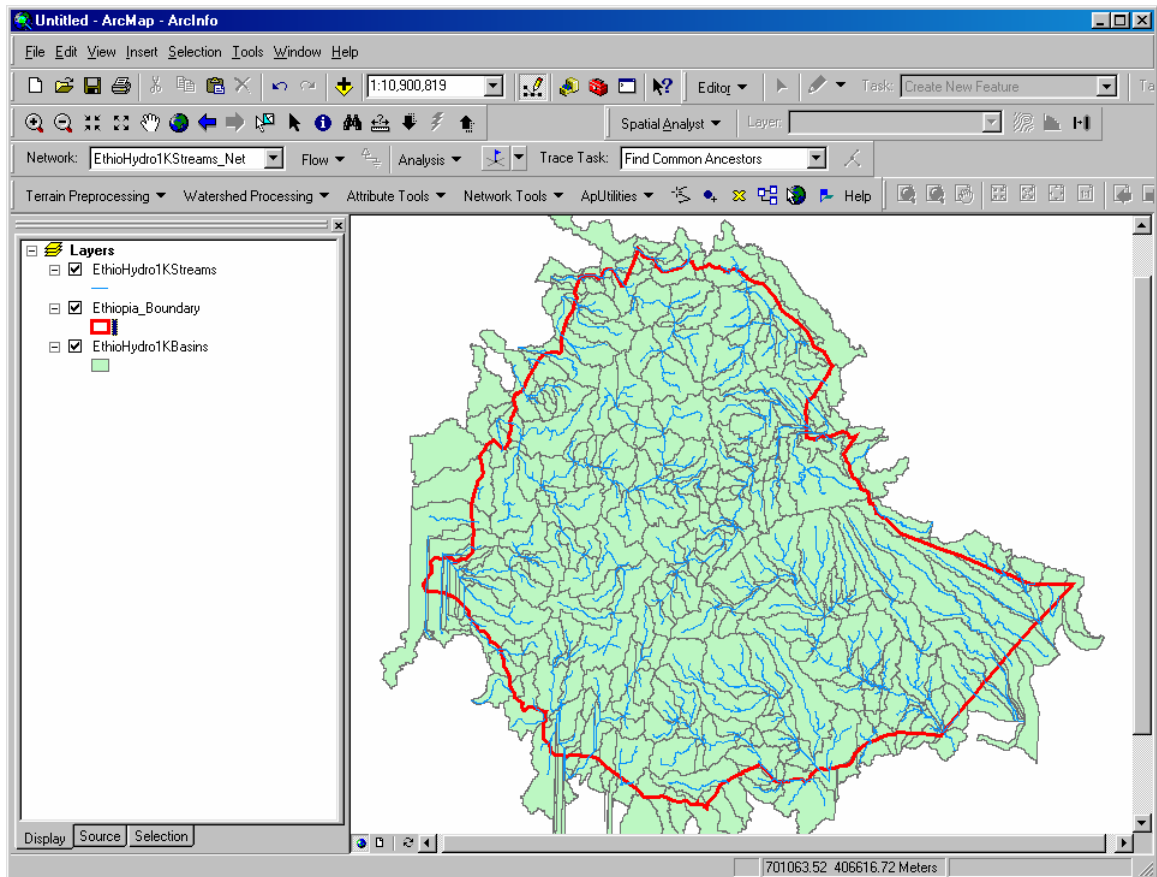 Untitled - ArcMap - ArcInfo
File Edit View Insert Selection Tools Window Help
1:10,900,819 Editor Task: Create New Feature Ta
Spatial Analyst Layer:
Network: EthioHydro1KStreams_Net Flow Analysis Trace Task: Find Common Ancestors
Terrain Preprocessing Watershed Processing Attribute Tools Network Tools ApUtilities Help
Layers
EthioHydro1KStreams
Ethiopia_Boundary
EthioHydro1KBasins
Display Source Selection
701063.52 406616.72 Meters